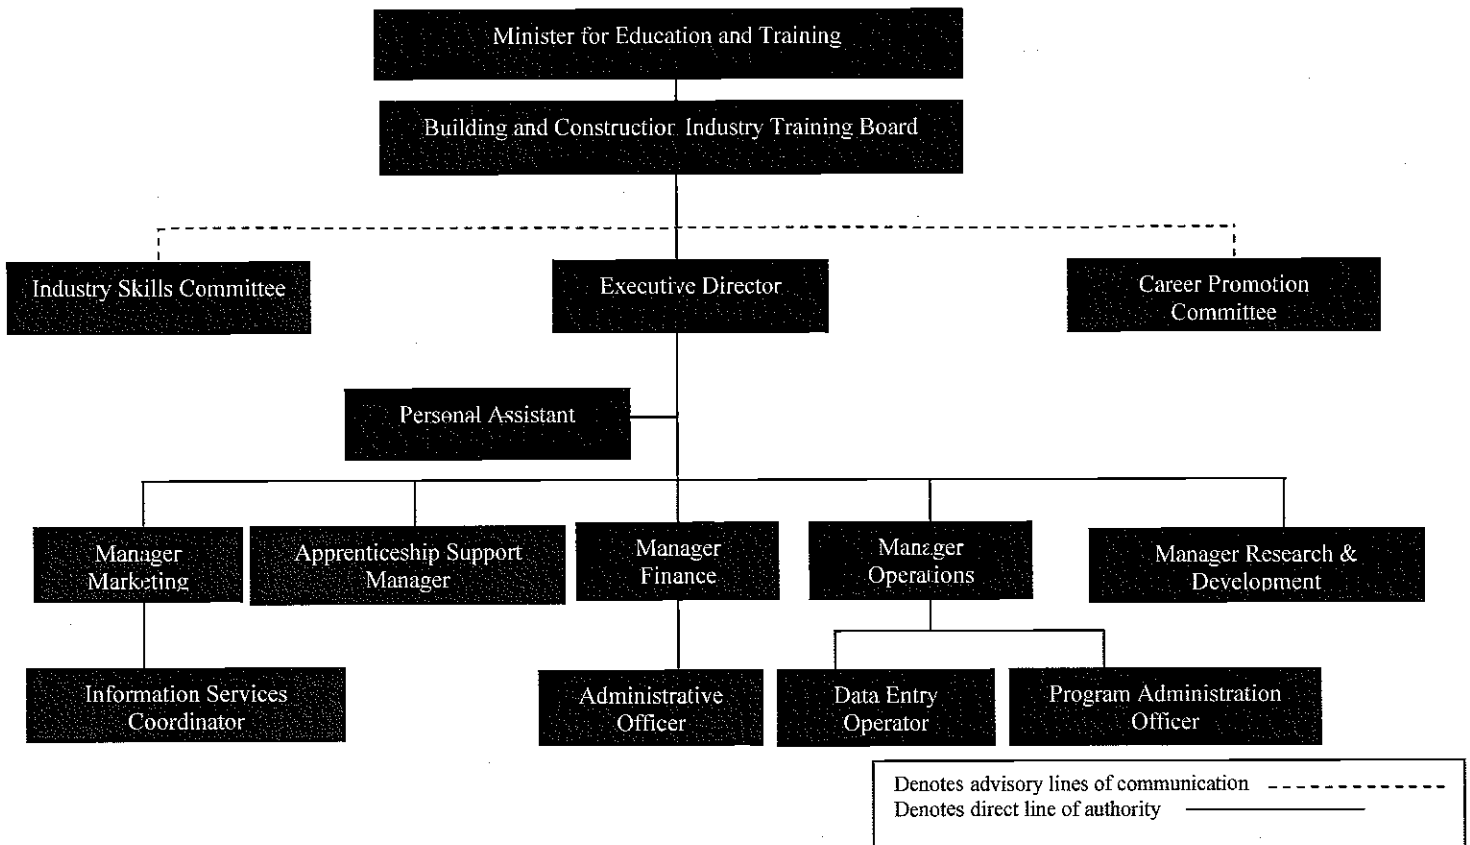 Minister for Education and Training
Building and Construction Industry Training Board
Industry Skills Committee
Executive Director
Career Promotion
Committee
Personal Assistant
Manager
Marketing
Apprenticeship Support
Manager
Manager
Finance
Manager
Operations
Manager Research &
Development
Information Services
Coordinator
Administrative
Officer
Data Entry
Operator
Program Administration
Officer
Denotes advisory lines of communication
Denotes direct line of authority